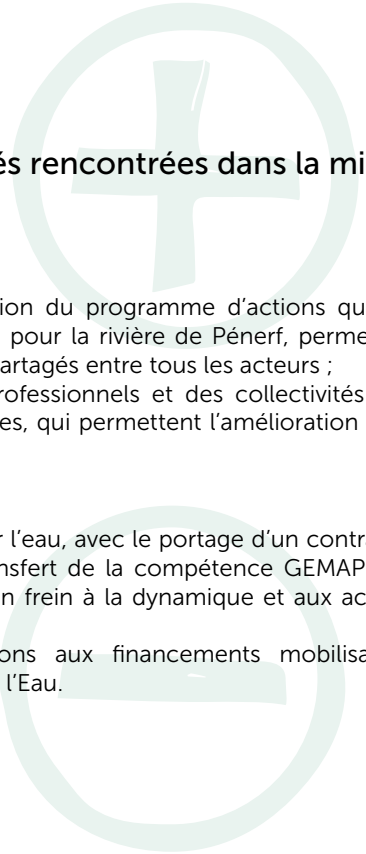 és rencontrées dans la mi
ion du programme d’actions qu
pour la rivière de Pénerf, perme
artagés entre tous les acteurs ;
rofessionnels et des collectivités
es, qui permettent l’amélioration
r l’eau, avec le portage d’un contra
nsfert de la compétence GEMAP
n frein à la dynamique et aux ac
ons aux financements mobilisa
l’Eau.